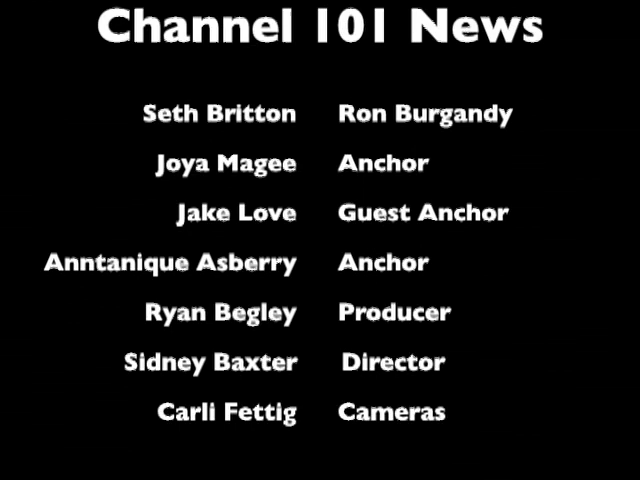 Channel 101 News
Seth Britton Ron Burgandy
Joya Magee Anchor
Jake Love Guest Anchor
Anntanique Asberry Anchor
Ryan Begley Producer
Sidney Baxter Director
Carli Fettig Cameras